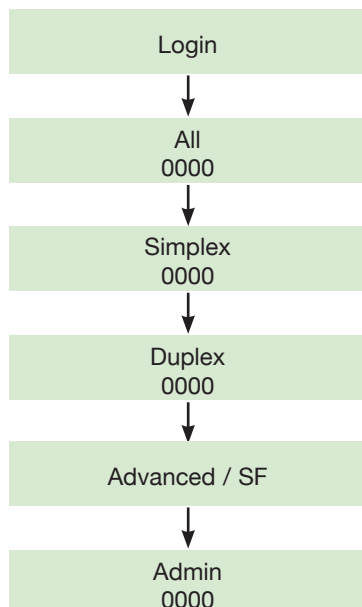 Login
All
0000
Simplex
0000
Duplex
0000
Advanced / SF
Admin
0000